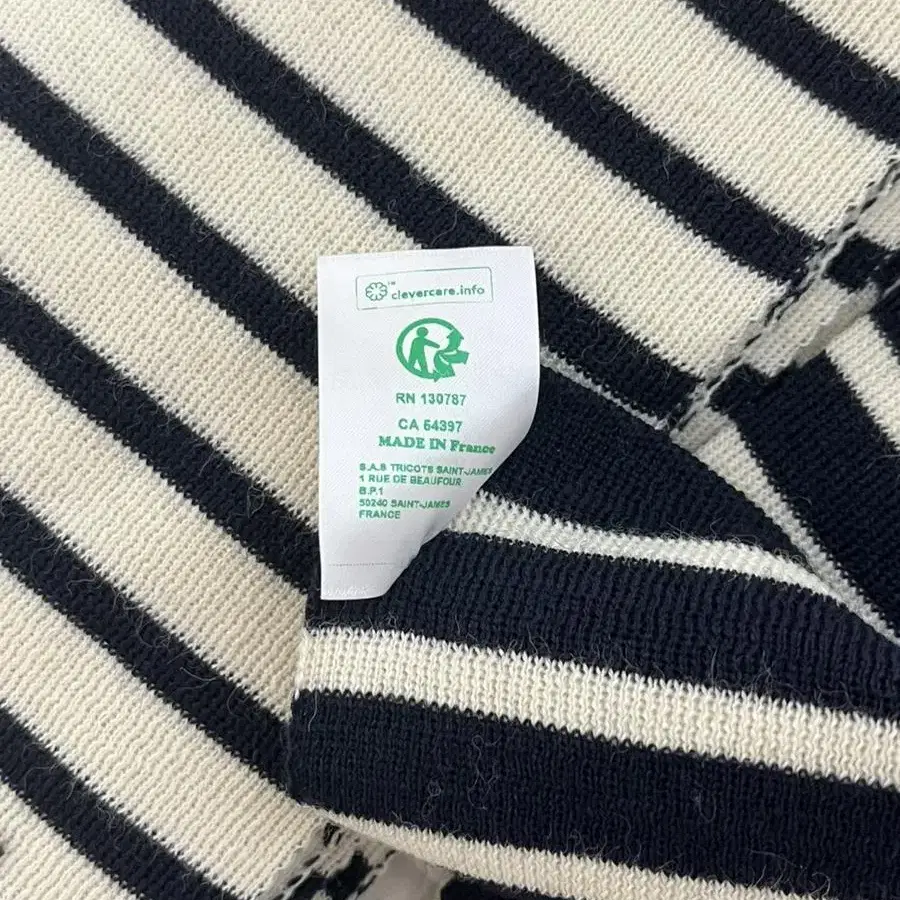 ™
clevercare.info
RN 130787
CA 54397
MADE IN France
S.A.S TRICOTS SAINT-JAMES
1 RUE DE BEAUFOUR
B.P.1
50240 SAINT-JAMES
FRANCE